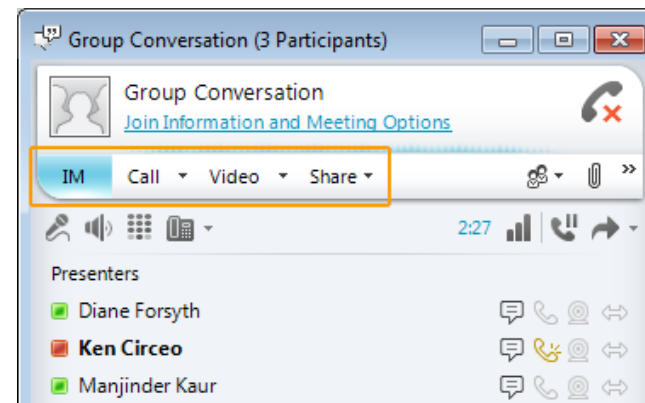 Group Conversation (3 Participants)
Group Conversation
Join Information and Meeting Options
IM Call Video Share
2:27
Presenters
Diane Forsyth
Ken Circeo
Manjinder Kaur